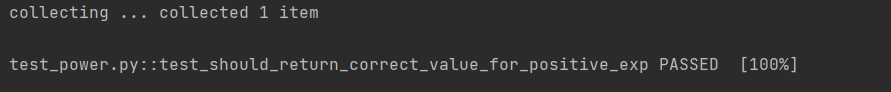 collecting ... collected 1 item
test_power.py::test_should_return_correct_value_for_positive_exp PASSED  [100%]